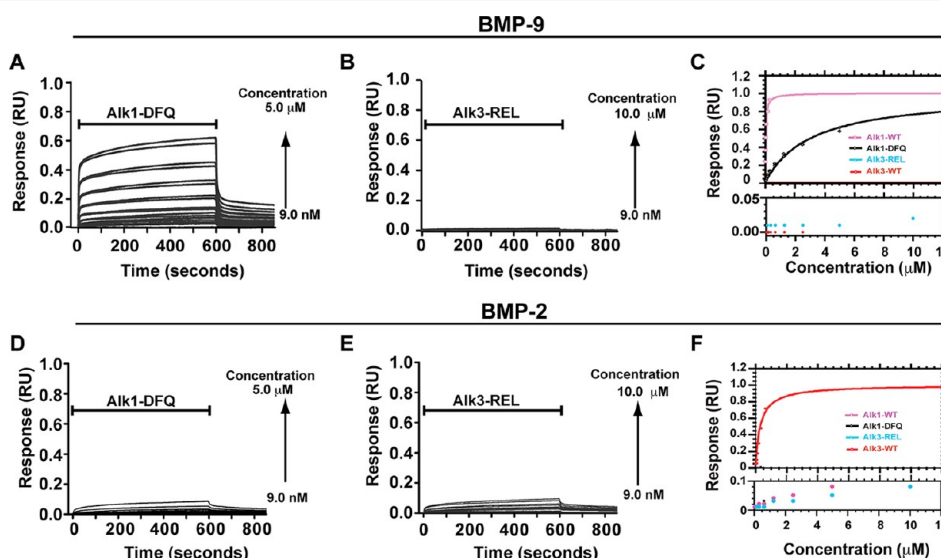 BMP-9
A
Response (RU)
1.0
0.8
0.6
0.4
0.2
0.0
Alk1-DFQ
Concentration
5.0 μM
9.0 nM
0 200 400 600 800
Time (seconds)
B
Response (RU)
1.0
0.8
0.6
0.4
0.2
0.0
Alk3-REL
Concentration
10.0 μM
9.0 nM
0 200 400 600 800
Time (seconds)
C
Response (RU)
1.2
1.0
0.8
0.6
0.4
0.2
0
Alk1-WT
Alk1-DFQ
Alk3-REL
Alk3-WT
0.05
0.00
0 2 4 6 8 10 12
Concentration (μM)
BMP-2
D
Response (RU)
1.0
0.8
0.6
0.4
0.2
0.0
Alk1-DFQ
Concentration
5.0 μM
9.0 nM
0 200 400 600 800
Time (seconds)
E
Response (RU)
1.0
0.8
0.6
0.4
0.2
0.0
Alk3-REL
Concentration
10.0 μM
9.0 nM
0 200 400 600 800
Time (seconds)
F
Response (RU)
1.2
1.0
0.8
0.6
0.4
0.2
0
Alk1-WT
Alk1-DFQ
Alk3-REL
Alk3-WT
0.1
0
0 2 4 6 8 10
Concentration (μM)